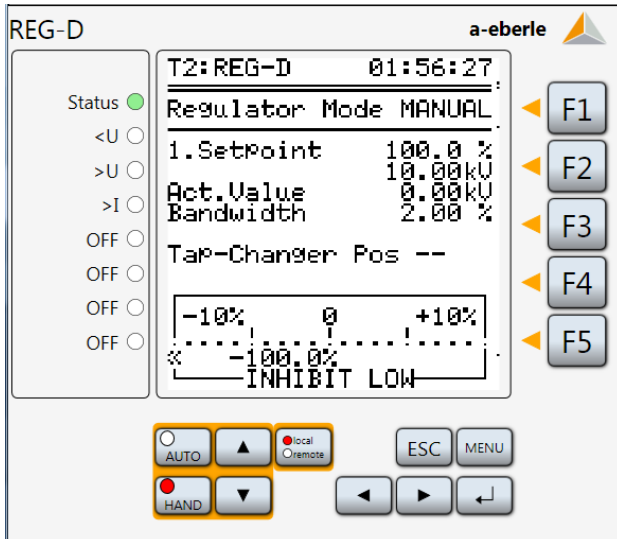 REG-D
a-eberle
Status
<U
>U
>I
OFF
OFF
OFF
OFF
T2:REG-D 01:56:27
Regulator Mode MANUAL
1.Setpoint 100.0 %
10.00kV
Act.Value 0.00kV
Bandwidth 2.00 %
Tap-Changer Pos --
-10% 0 +10%
« -100.0%
INHIBIT LOW
F1
F2
F3
F4
F5
AUTO
local
remote
ESC
MENU
HAND